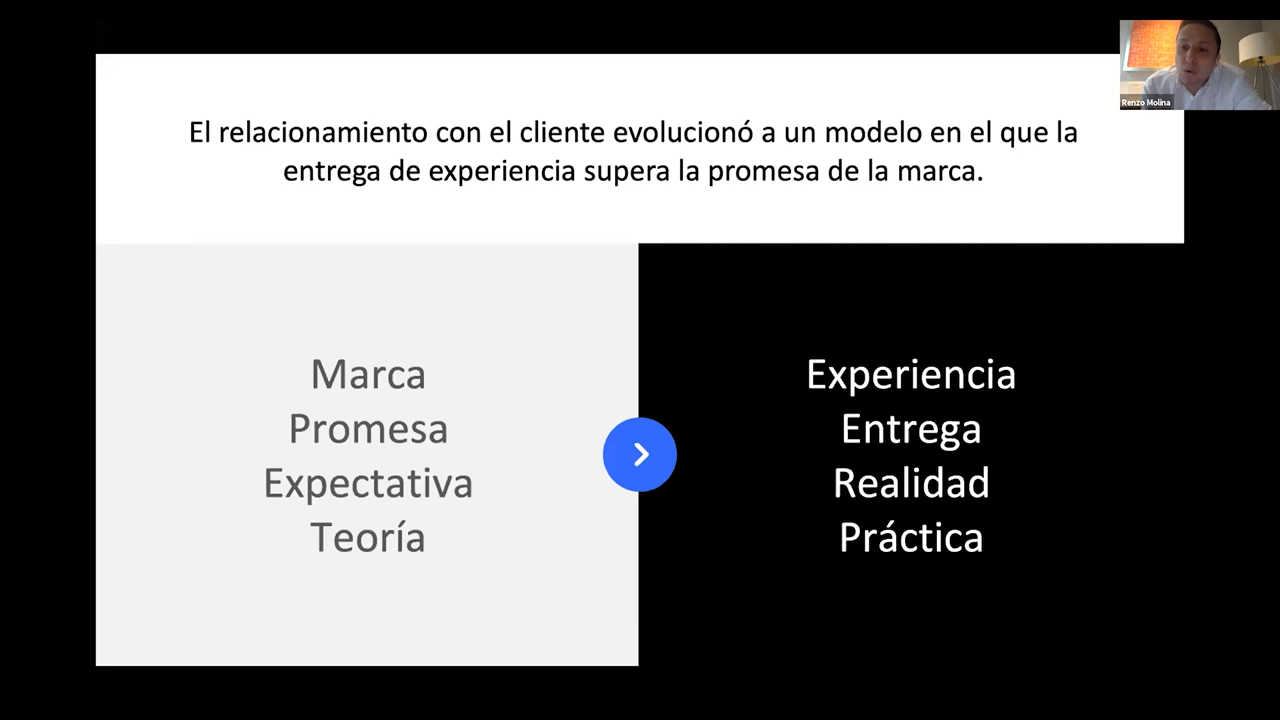 El relacionamiento con el cliente evolucionó a un modelo en el que la
entrega de experiencia supera la promesa de la marca.
Renzo Molina
Marca
Promesa
Expectativa
Teoría
Experiencia
Entrega
Realidad
Práctica